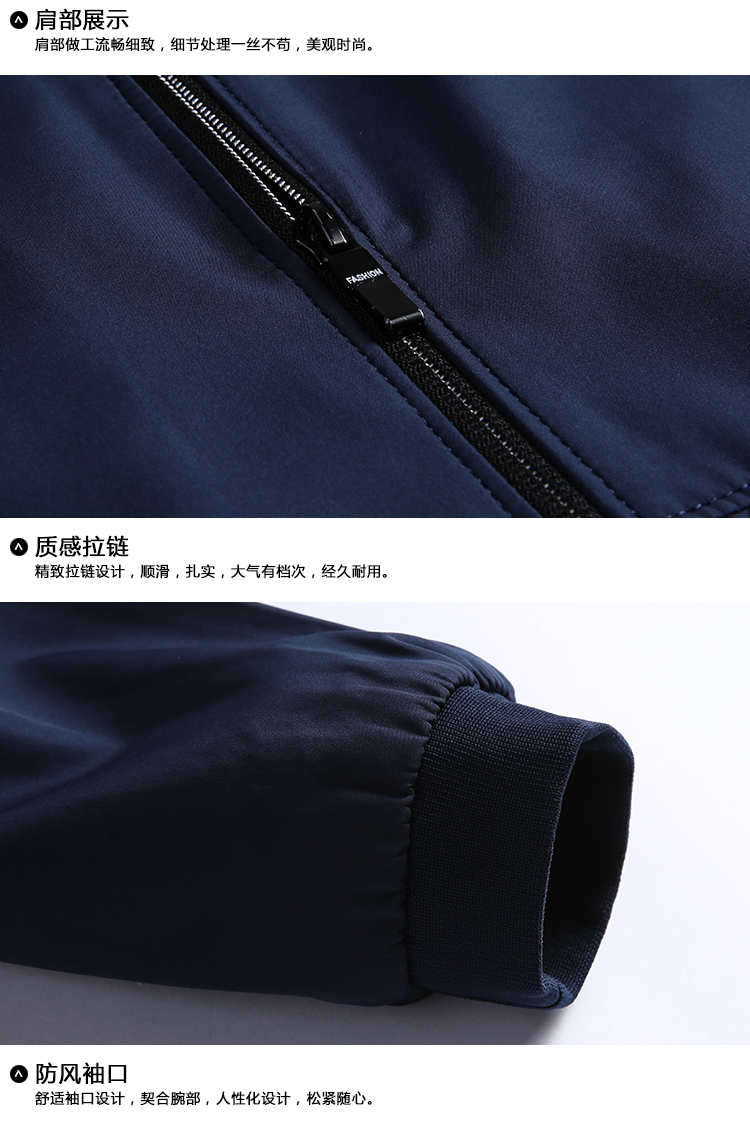 肩部展示
肩部做工流畅细致，细节处理一丝不苟，美观时尚。
FASHION
质感拉链
精致拉链设计，顺滑，扎实，大气有档次，经久耐用。
防风袖口
舒适袖口设计，契合腕部，人性化设计，松紧随心。